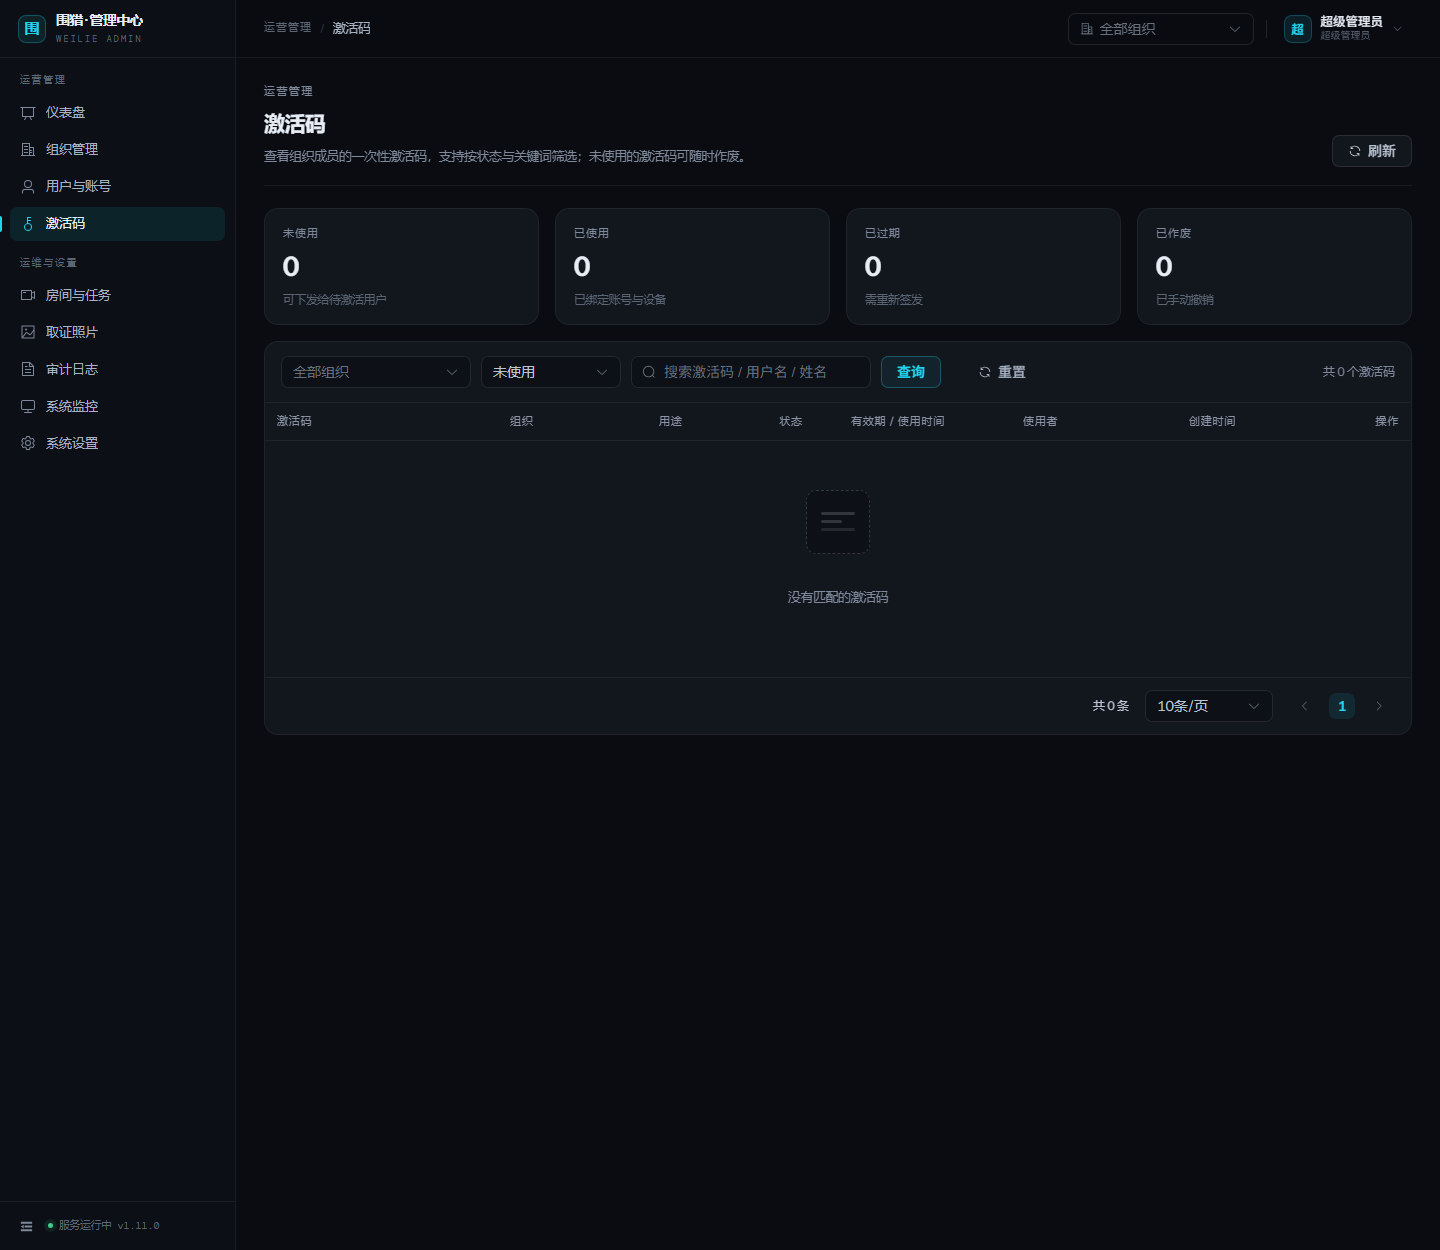 围
围猎·管理中心
WEILIE ADMIN
运营管理 / 激活码
全部组织
超
超级管理员
超级管理员
运营管理
仪表盘
组织管理
用户与账号
激活码
运维与设置
房间与任务
取证照片
审计日志
系统监控
系统设置
服务运行中 v1.11.0
运营管理
激活码
查看组织成员的一次性激活码，支持按状态与关键词筛选；未使用的激活码可随时作废。
刷新
未使用
0
可下发给待激活用户
已使用
0
已绑定账号与设备
已过期
0
需重新签发
已作废
0
已手动撤销
全部组织
未使用
搜索激活码 / 用户名 / 姓名
查询
重置
共 0 个激活码
激活码 组织 用途 状态 有效期 / 使用时间 使用者 创建时间 操作
没有匹配的激活码
共 0 条
10条/页
1